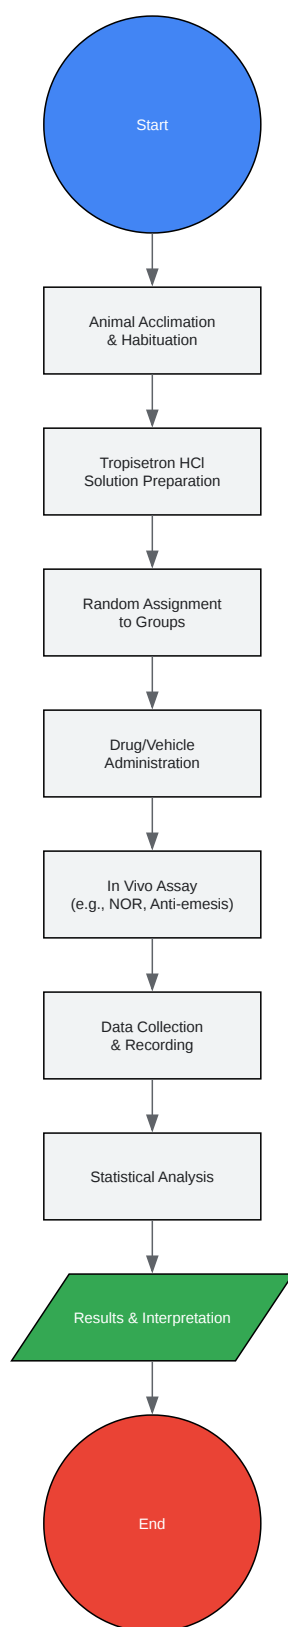 Start
Animal Acclimation
& Habituation
Tropisetron HCl
Solution Preparation
Random Assignment
to Groups
Drug/Vehicle
Administration
In Vivo Assay
(e.g., NOR, Anti-emesis)
Data Collection
& Recording
Statistical Analysis
Results & Interpretation
End